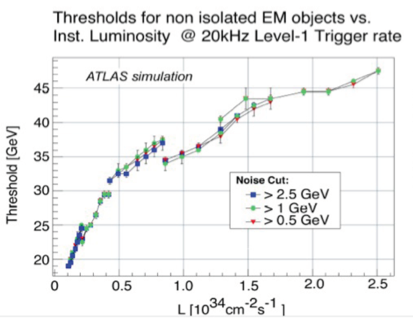 Thresholds for non isolated EM objects vs.
Inst. Luminosity @ 20kHz Level-1 Trigger rate
ATLAS simulation
Threshold [GeV]
45
40
35
30
25
20
Noise Cut:
> 2.5 GeV
> 1 GeV
> 0.5 GeV
0 0.5 1.0 1.5 2.0 2.5
L [10³⁴cm⁻²s⁻¹]